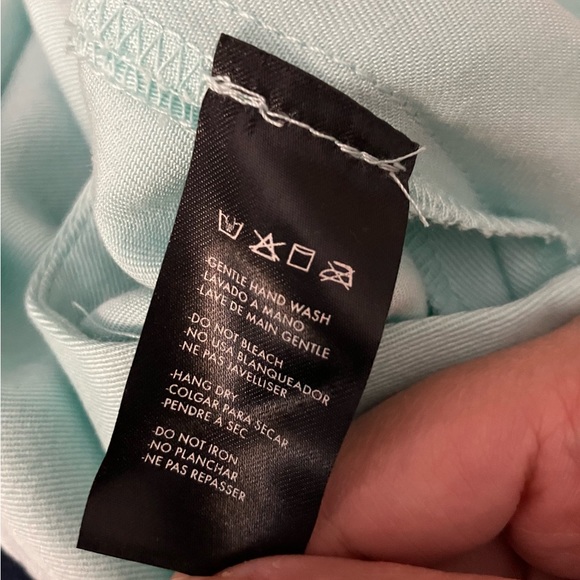 GENTLE HAND WASH
LAVADO A MANO
LAVE DE MAIN GENTLE
-DO NOT BLEACH
-NO USA BLANQUEADOR
-NE PAS JAVELLISER
-HANG DRY
-COLGAR PARA SECAR
-PENDRE A SEC
-DO NOT IRON
-NO PLANCHAR
-NE PAS REPASSER